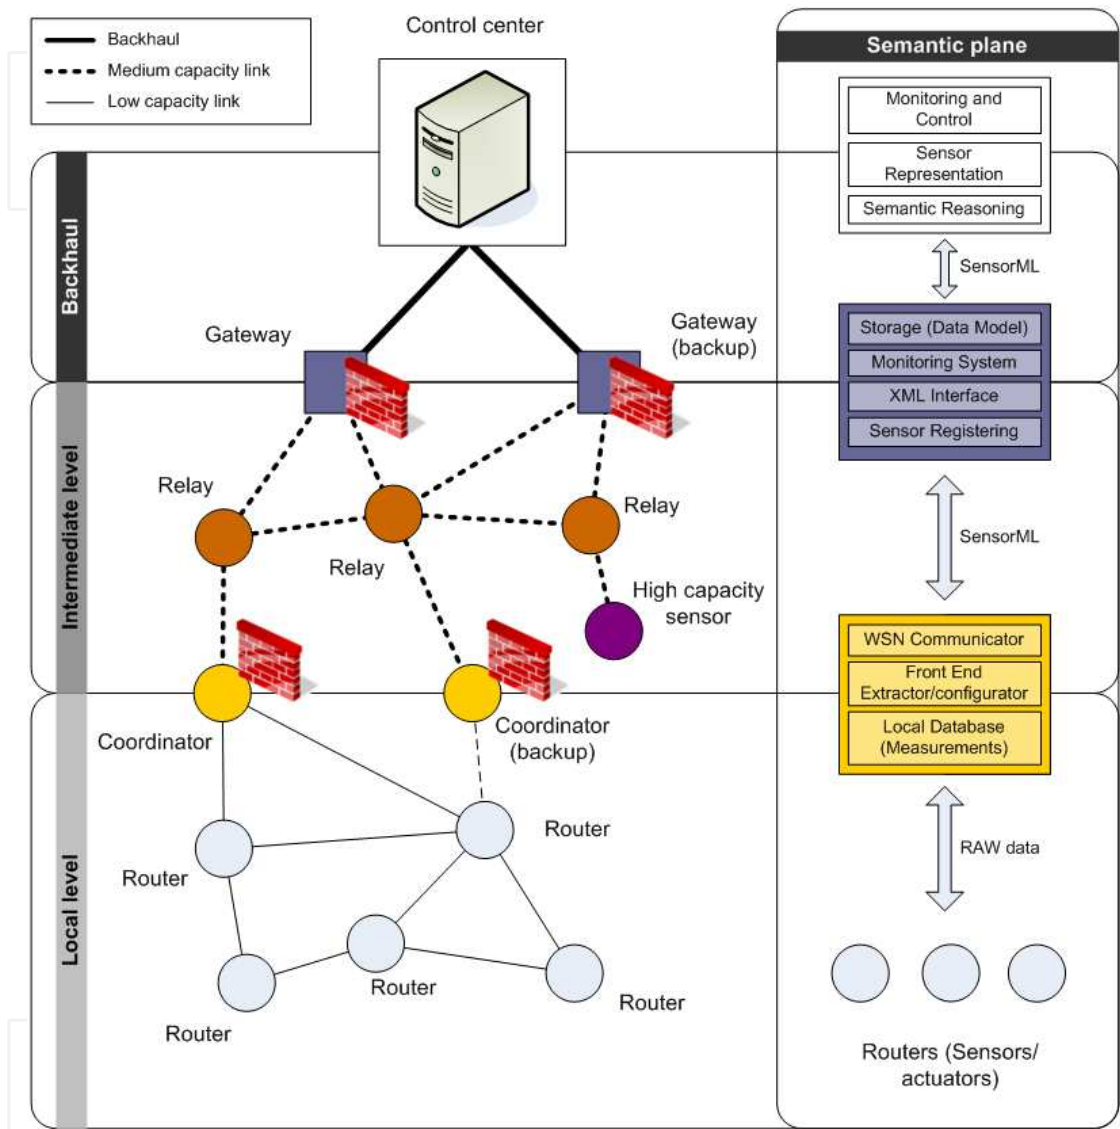 Control center
Backhaul
Medium capacity link
Low capacity link
Semantic plane
Monitoring and
Control
Sensor
Representation
Semantic Reasoning
SensorML
Backhaul
Gateway
Gateway
(backup)
Storage (Data Model)
Monitoring System
XML Interface
Sensor Registering
Intermediate level
Relay
Relay
Relay
High capacity
sensor
SensorML
WSN Communicator
Front End
Extractor/configurator
Local Database
(Measurements)
Coordinator
Coordinator
(backup)
Local level
Router
Router
Router
Router
Router
RAW data
Routers (Sensors/
actuators)